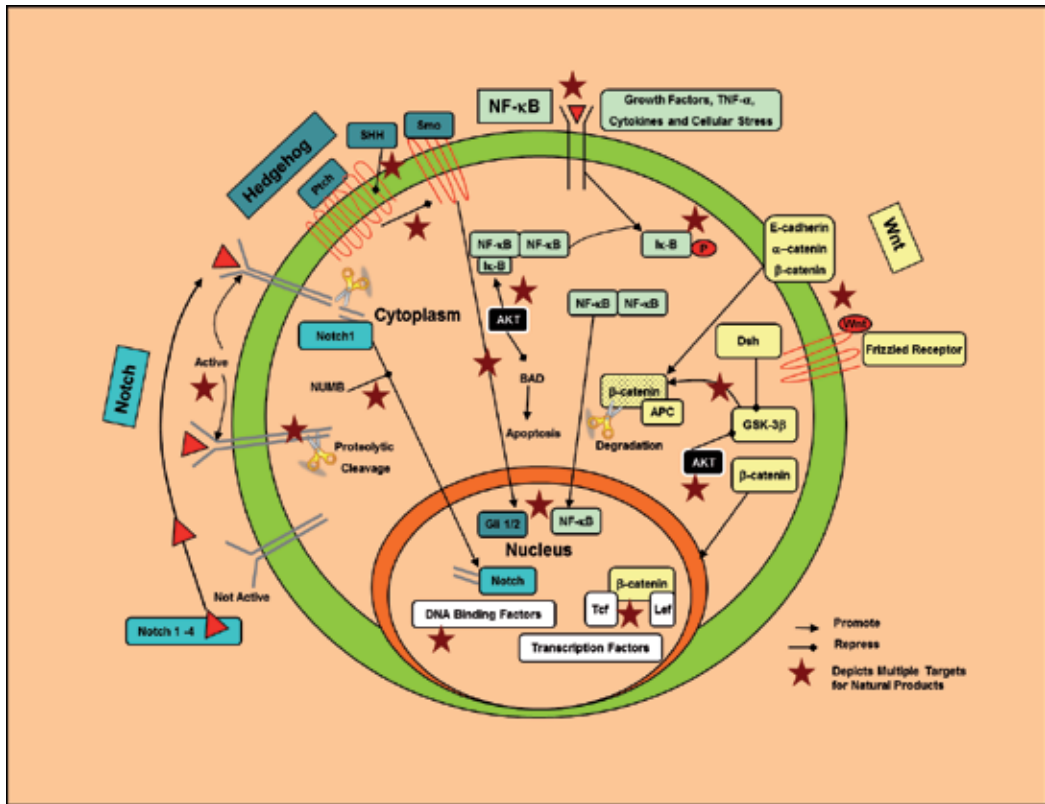 NF-κB
Growth Factors, TNF-α,
Cytokines and Cellular Stress
Hedgehog
SHH
Smo
Ptch
Wnt
E-cadherin
α–catenin
β-catenin
NF-κB
NF-κB
Iκ-B
Iκ-B
P
Cytoplasm
NF-κB
NF-κB
AKT
BAD
Apoptosis
Notch1
NUMB
Notch
Active
Proteolytic
Cleavage
Wnt
Frizzled Receptor
Dsh
β-catenin
APC
Degradation
GSK-3β
AKT
β-catenin
Gli 1/2
NF-κB
Nucleus
Notch
β-catenin
Tcf
Lef
DNA Binding Factors
Transcription Factors
Not Active
Notch 1 -4
Promote
Repress
Depicts Multiple Targets
for Natural Products